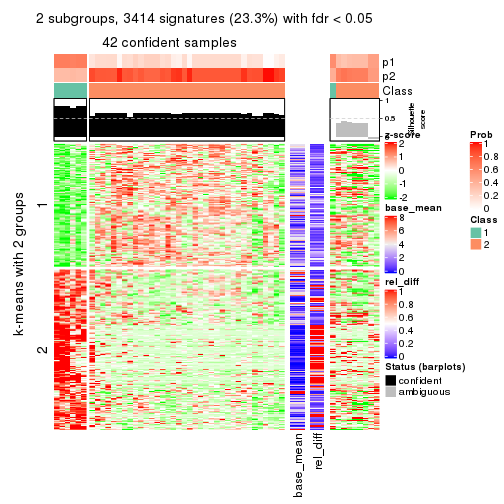 2 subgroups, 3414 signatures (23.3%) with fdr < 0.05
42 confident samples
p1
p2
Class
1
0.5
0
Silhouette
score
k-means with 2 groups
1
2
base_mean
rel_diff
z-score
2
1
0
-1
-2
base_mean
8
6
4
2
0
rel_diff
1
0.8
0.6
0.4
0.2
0
Status (barplots)
confident
ambiguous
Prob
1
0.8
0.6
0.4
0.2
0
Class
1
2